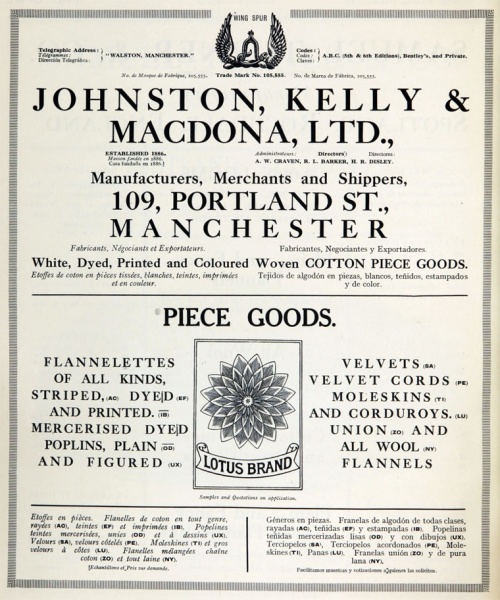 WING SPUR
Telegraphic Address:
Télégrammes:
Dirección Telegráfica:
"WALSTON, MANCHESTER."
Codes:
Codes:
Claves:
A.B.C. (5th & 6th Editions), Bentley's, and Private.
No. de Marque de Fabrique, 105,555. Trade Mark No. 105,555. No. de Marca de Fábrica, 105,555.
JOHNSTON, KELLY &
MACDONA, LTD.,
ESTABLISHED 1886.
Maison fondée en 1886.
Casa fundada en 1886.
Administrateurs: Directors: Directores:
A. W. CRAVEN, R. L. BARKER, H. R. DISLEY.
Manufacturers, Merchants and Shippers,
109, PORTLAND ST.,
MANCHESTER
Fabricants, Négociants et Exportateurs. Fabricantes, Negociantes y Exportadores.
White, Dyed, Printed and Coloured Woven COTTON PIECE GOODS.
Etoffes de coton en pièces tissées, blanches, teintes, imprimées
et en couleur.
Tejidos de algodón en piezas, blancos, teñidos, estampados
y de color.
PIECE GOODS.
FLANNELETTES
OF ALL KINDS,
STRIPED, (AO) DYED (EF)
AND PRINTED. (IB)
MERCERISED DYED
POPLINS, PLAIN (OD)
AND FIGURED (UX)
LOTUS BRAND
VELVETS (SA)
VELVET CORDS (PE)
MOLESKINS (TI)
AND CORDUROYS. (LU)
UNION (ZO) AND
ALL WOOL (NY)
FLANNELS
Samples and Quotations on application.
Etoffes en pièces. Flanelles de coton en tout genre,
rayées (AO), teintes (EF) et imprimées (IB). Popelines
teintes mercerisées, unies (OD) et à dessins (UX).
Velours (SA), velours côtelés (PE). Moleskines (TI) et gros
velours à côtes (LU). Flanelles mélangées chaîne
coton (ZO) et tout laine (NY).
Echantillons et Prix sur demande.
Géneros en piezas. Franelas de algodón de todas clases,
rayadas (AO), teñidas (EF) y estampadas (IB). Popelinas
teñidas mercerizadas lisas (OD) y con dibujos (UX).
Terciopelos (SA), Terciopelos acordonados (PE), Mole-
skines (TI), Panas (LU). Franelas unión (ZO) y de pura
lana (NY).
Facilitamos muestras y cotizaciones á quienes las soliciten.